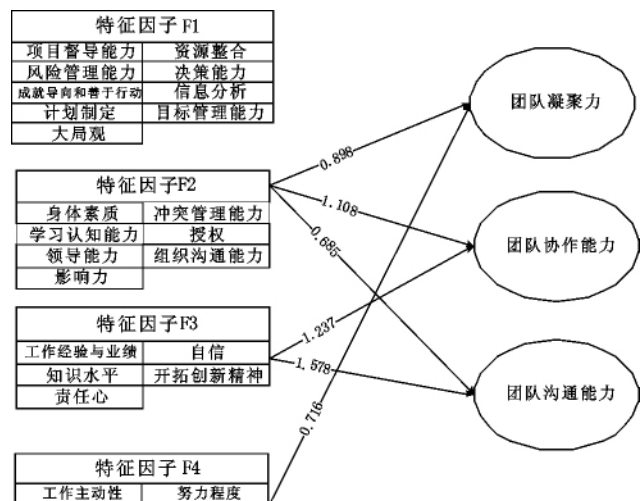 特征因子F1
项目督导能力 资源整合
风险管理能力 决策能力
成就导向和善于行动 信息分析
计划制定 目标管理能力
大局观
特征因子F2
身体素质 冲突管理能力
学习认知能力 授权
领导能力 组织沟通能力
影响力
特征因子F3
工作经验与业绩 自信
知识水平 开拓创新精神
责任心
特征因子F4
工作主动性 努力程度
0.898
1.108
0.685
1.237
1.578
0.716
团队凝聚力
团队协作能力
团队沟通能力